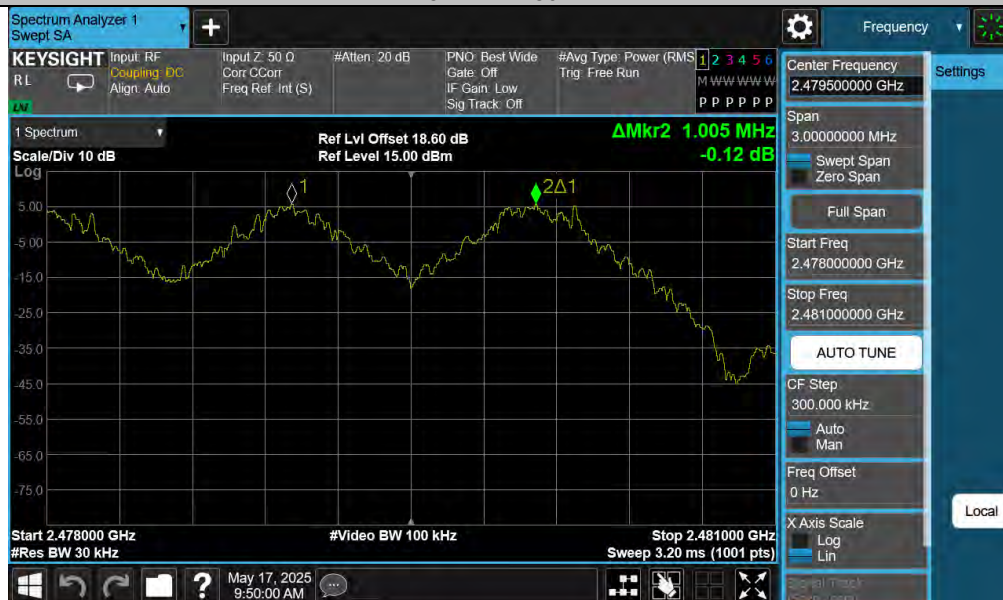 Spectrum Analyzer 1
Swept SA
+
Frequency
KEYSIGHT
RL
LNI
Input: RF
Coupling: DC
Align: Auto
Input Z: 50 Ω
Corr CCorr
Freq Ref: Int (S)
#Atten: 20 dB
PNO: Best Wide
Gate: Off
IF Gain: Low
Sig Track: Off
#Avg Type: Power (RMS
Trig: Free Run
1 2 3 4 5 6
M W W W W W
P P P P P P
1 Spectrum
Scale/Div 10 dB
Log
Ref Lvl Offset 18.60 dB
Ref Level 15.00 dBm
ΔMkr2 1.005 MHz
-0.12 dB
1
2Δ1
5.00
-5.00
-15.0
-25.0
-35.0
-45.0
-55.0
-65.0
-75.0
Start 2.478000 GHz
#Res BW 30 kHz
#Video BW 100 kHz
Stop 2.481000 GHz
Sweep 3.20 ms (1001 pts)
Center Frequency
2.479500000 GHz
Span
3.00000000 MHz
Swept Span
Zero Span
Full Span
Start Freq
2.478000000 GHz
Stop Freq
2.481000000 GHz
AUTO TUNE
CF Step
300.000 kHz
Auto
Man
Freq Offset
0 Hz
X Axis Scale
Log
Lin
Signal Track
Settings
Local
?
May 17, 2025
9:50:00 AM